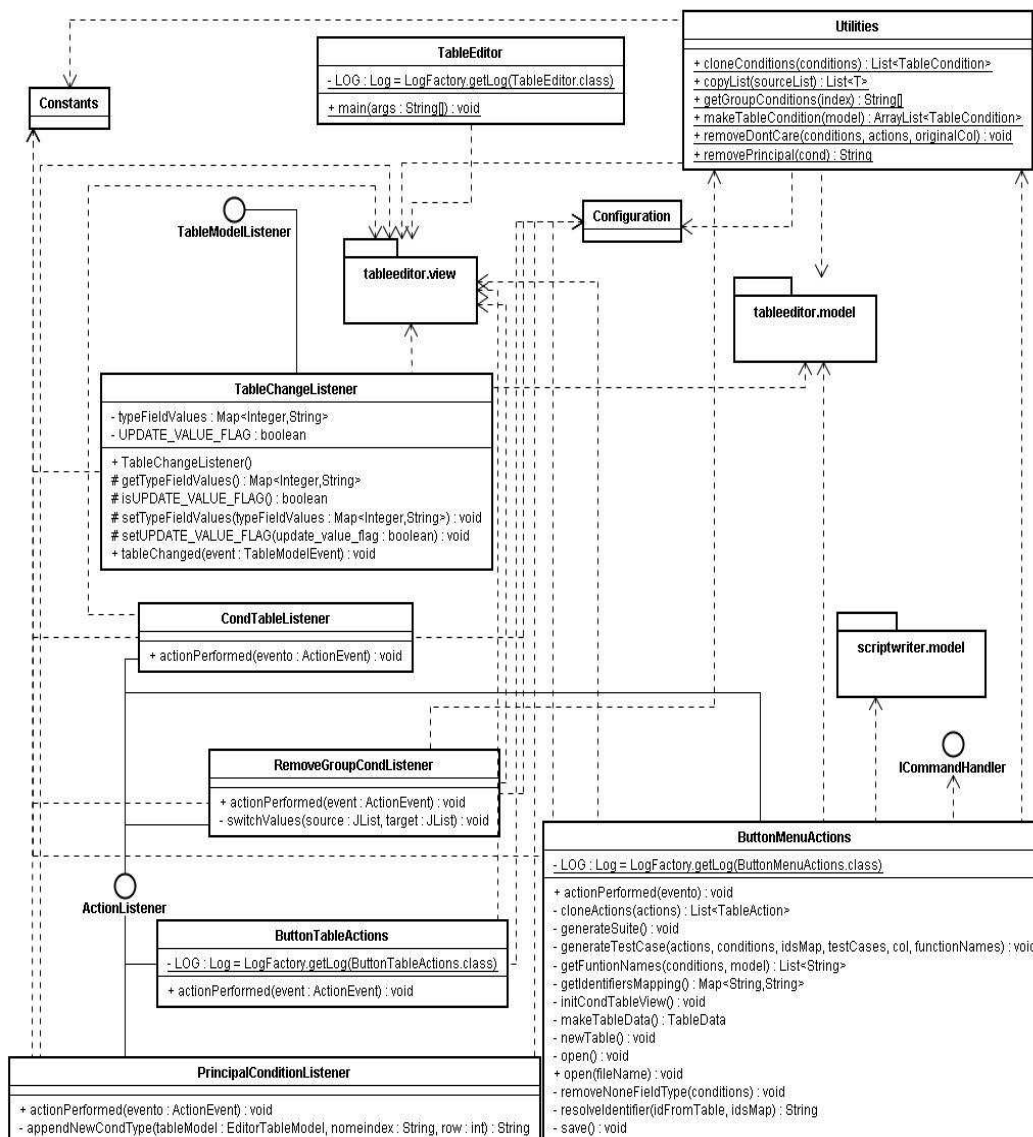 Utilities
+ cloneConditions(conditions) : List<TableCondition>
+ copyList(sourceList) : List<T>
+ getGroupConditions(index) : String[]
+ makeTableCondition(model) : ArrayList<TableCondition>
+ removeDontCare(conditions, actions, originalCol) : void
+ removePrincipal(cond) : String
TableEditor
- LOG : Log = LogFactory.getLog(TableEditor.class)
+ main(args : String[]) : void
Constants
TableModelListener
Configuration
tableeditor.view
tableeditor.model
TableChangeListener
- typeFieldValues : Map<Integer,String>
- UPDATE_VALUE_FLAG : boolean
+ TableChangeListener()
# getTypeFieldValues() : Map<Integer,String>
# isUPDATE_VALUE_FLAG() : boolean
# setTypeFieldValues(typeFieldValues : Map<Integer,String>) : void
# setUPDATE_VALUE_FLAG(update_value_flag : boolean) : void
+ tableChanged(event : TableModelEvent) : void
CondTableListener
+ actionPerformed(evento : ActionEvent) : void
scriptwriter.model
RemoveGroupCondListener
+ actionPerformed(event : ActionEvent) : void
- switchValues(source : JList, target : JList) : void
ICommandHandler
ActionListener
ButtonTableActions
- LOG : Log = LogFactory.getLog(ButtonTableActions.class)
+ actionPerformed(event : ActionEvent) : void
ButtonMenuActions
- LOG : Log = LogFactory.getLog(ButtonMenuActions.class)
+ actionPerformed(evento) : void
- cloneActions(actions) : List<TableAction>
- generateSuite() : void
- generateTestCase(actions, conditions, idsMap, testCases, col, functionNames) : void
- getFuntionNames(conditions, model) : List<String>
- getIdentifiersMapping() : Map<String,String>
- initCondTableView() : void
- makeTableData() : TableData
- newTable() : void
- open() : void
+ open(fileName) : void
- removeNoneFieldType(conditions) : void
- resolveIdentifier(idFromTable, idsMap) : String
- save() : void
PrincipalConditionListener
+ actionPerformed(evento : ActionEvent) : void
- appendNewCondType(tableModel : EditorTableModel, nomeindex : String, row : int) : String